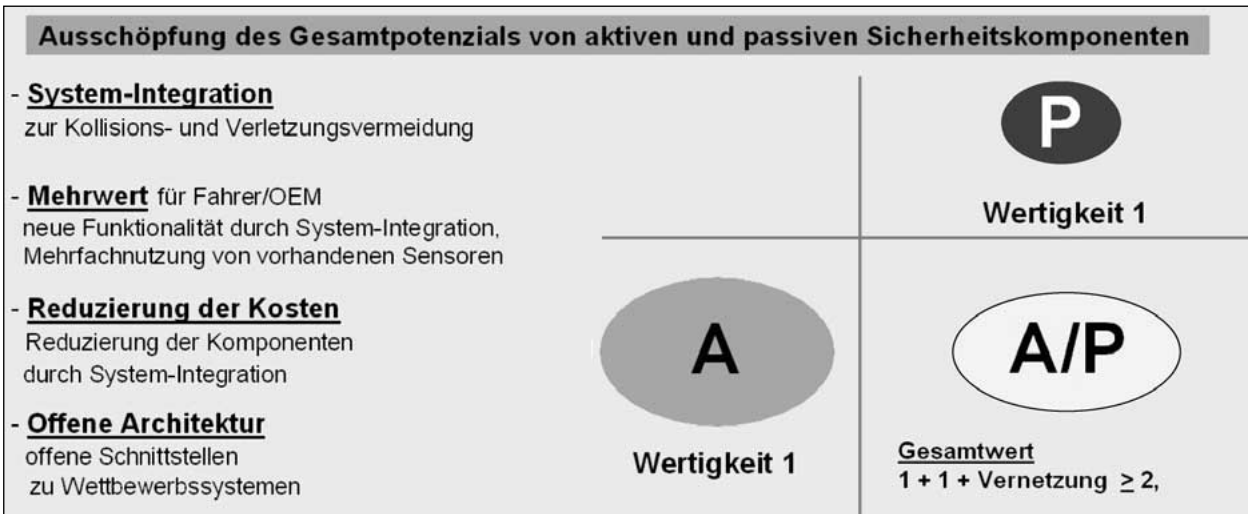 Ausschöpfung des Gesamtpotenzials von aktiven und passiven Sicherheitskomponenten
- System-Integration
zur Kollisions- und Verletzungsvermeidung
- Mehrwert für Fahrer/OEM
neue Funktionalität durch System-Integration,
Mehrfachnutzung von vorhandenen Sensoren
- Reduzierung der Kosten
Reduzierung der Komponenten
durch System-Integration
- Offene Architektur
offene Schnittstellen
zu Wettbewerbssystemen
P
Wertigkeit 1
A
Wertigkeit 1
A/P
Gesamtwert
1 + 1 + Vernetzung ≥ 2,